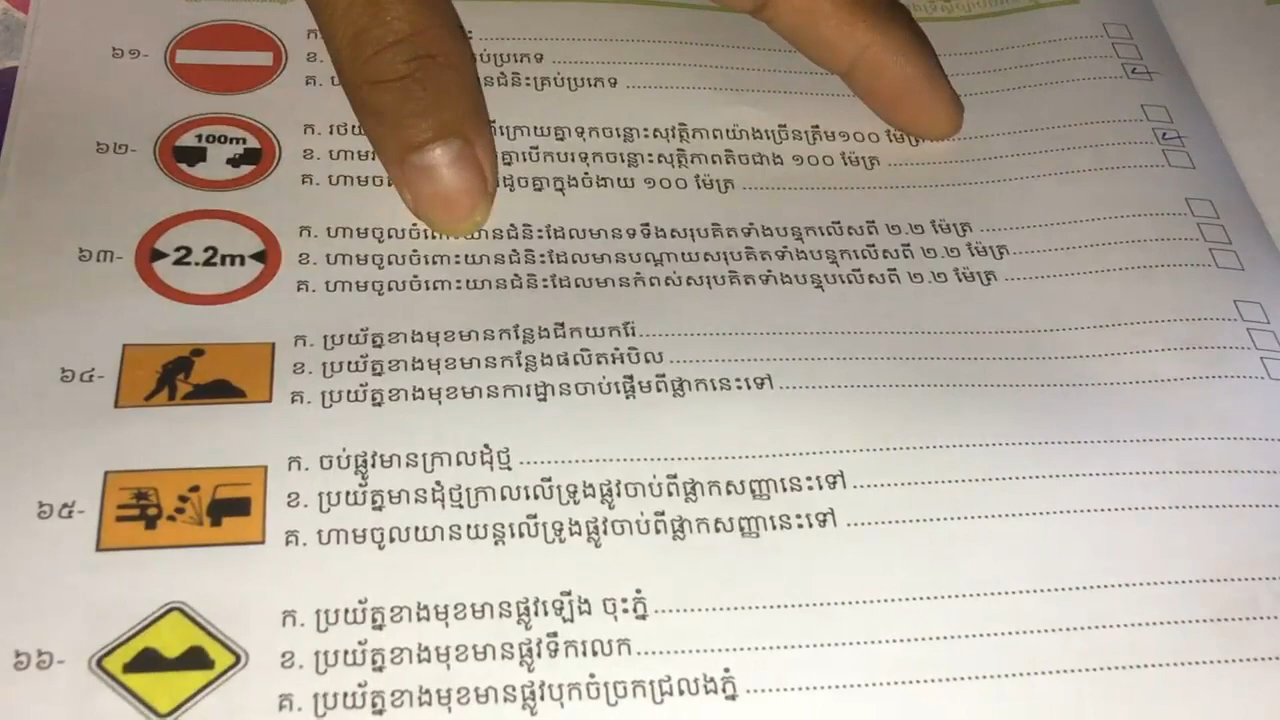 ៦១-
ក.
ខ. ប់ប្រភេទ
គ. ានជំនិះគ្រប់ប្រភេទ
៦២-
100m
ក. រថយ ពីក្រោយគ្នាទុកចន្លោះសុវត្ថិភាពយ៉ាងច្រើនត្រឹម១០០ ម៉ែត្រ
ខ. ហាម គ្នាបើកបរទុកចន្លោះសុត្ថិភាពតិចជាង ១០០ ម៉ែត្រ
គ. ហាមចត ដូចគ្នាក្នុងចំងាយ ១០០ ម៉ែត្រ
៦៣-
2.2m
ក. ហាមចូលចំពោះយានជំនិះដែលមានទទឹងសរុបគិតទាំងបន្ទុកលើសពី ២.២ ម៉ែត្រ
ខ. ហាមចូលចំពោះយានជំនិះដែលមានបណ្តោយសរុបគិតទាំងបន្ទុកលើសពី ២.២ ម៉ែត្រ
គ. ហាមចូលចំពោះយានជំនិះដែលមានកំពស់សរុបគិតទាំងបន្ទុបលើសពី ២.២ ម៉ែត្រ
៦៤-
ក. ប្រយ័ត្នខាងមុខមានកន្លែងជីកយករ៉ែ
ខ. ប្រយ័ត្នខាងមុខមានកន្លែងផលិតអំបិល
គ. ប្រយ័ត្នខាងមុខមានការដ្ឋានចាប់ផ្តើមពីផ្លាកនេះទៅ
៦៥-
ក. ចប់ផ្លូវមានក្រាលដុំថ្ម
ខ. ប្រយ័ត្នមានដុំថ្មក្រាលលើទ្រូងផ្លូវចាប់ពីផ្លាកសញ្ញានេះទៅ
គ. ហាមចូលយានយន្តលើទ្រូងផ្លូវចាប់ពីផ្លាកសញ្ញានេះទៅ
៦៦-
ក. ប្រយ័ត្នខាងមុខមានផ្លូវឡើង ចុះភ្នំ
ខ. ប្រយ័ត្នខាងមុខមានផ្លូវទឹករលក
គ. ប្រយ័ត្នខាងមុខមានផ្លូវបុកចំច្រកជ្រលងភ្នំ